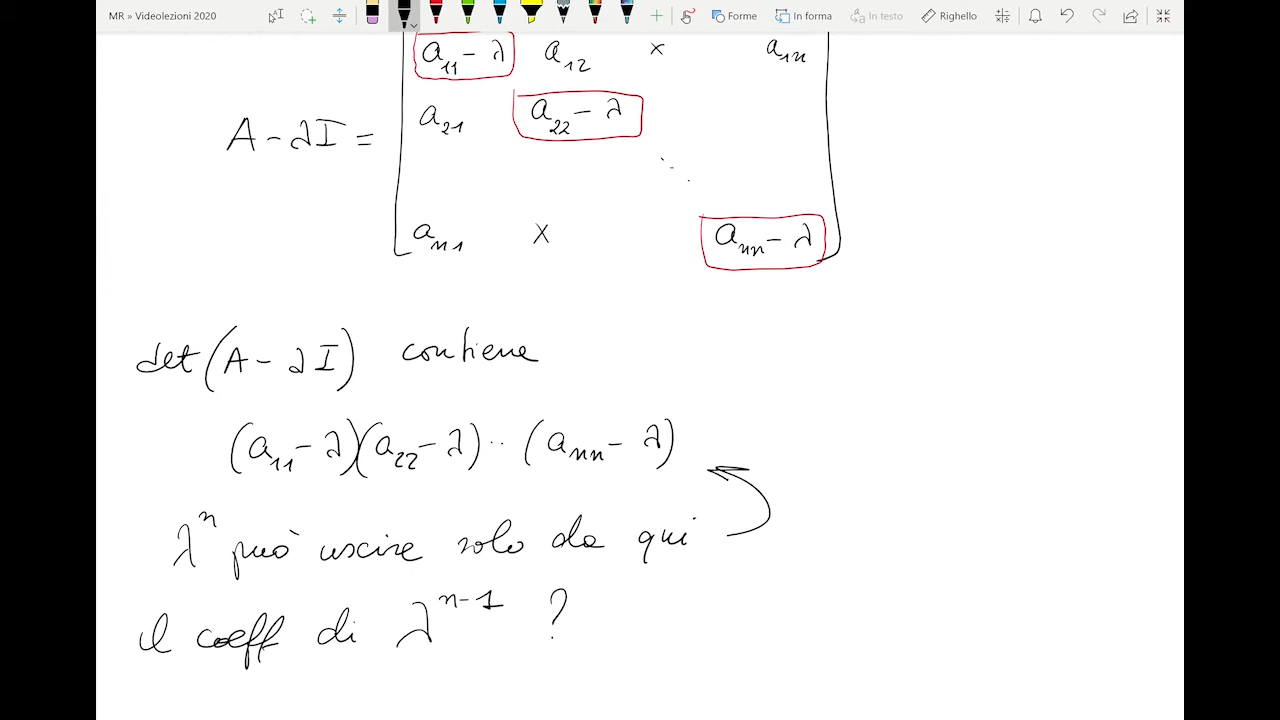 MR » Videolezioni 2020 Forme In forma In testo Righello
a₁₁ − λ a₁₂ × a₁ₙ
a₂₁ a₂₂ − λ
A − λI =
⋱
aₙ₁ × aₙₙ − λ
det(A − λI) contiene
(a₁₁ − λ)(a₂₂ − λ)·· (aₙₙ − λ)
λⁿ può uscire solo da qui
il coeff di λⁿ⁻¹ ?